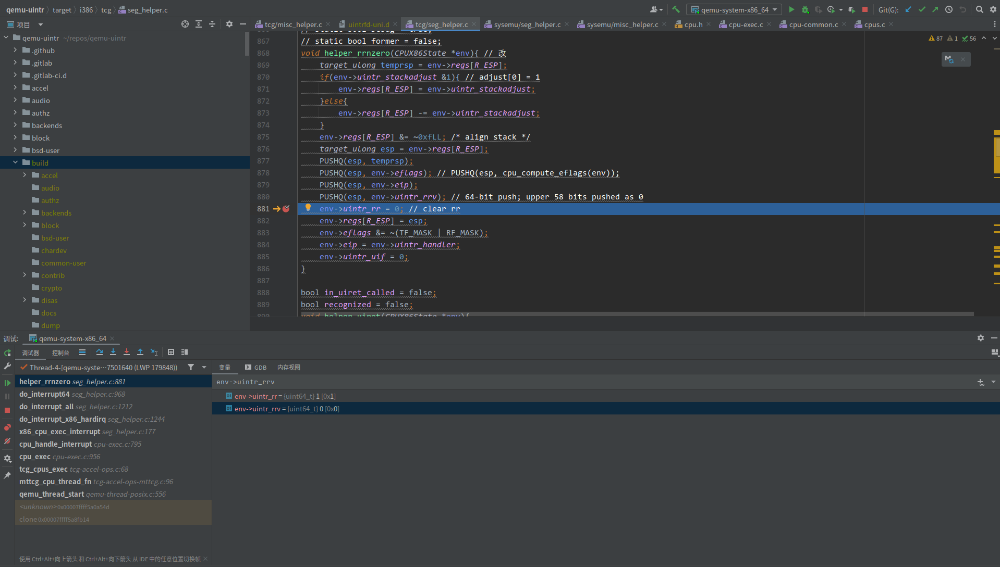 qemu-uintr › target › i386 › tcg › seg_helper.c
qemu-system-x86_64
Git(G):
项目
tcg/misc_helper.c
uintrfd-uni.d
tcg/seg_helper.c
sysemu/seg_helper.c
sysemu/misc_helper.c
cpu.h
cpu-exec.c
cpu-common.c
cpus.c
qemu-uintr ~/repos/qemu-uintr
.github
.gitlab
.gitlab-ci.d
accel
audio
authz
backends
block
bsd-user
build
accel
audio
authz
backends
block
bsd-user
chardev
common-user
contrib
crypto
disas
docs
dump
87 1 56
867 // static bool former = false;
868 void helper_rrnzero(CPUX86State *env){ // 改
869 target_ulong temprsp = env->regs[R_ESP];
870 if(env->uintr_stackadjust &1){ // adjust[0] = 1
871 env->regs[R_ESP] = env->uintr_stackadjust;
872 }else{
873 env->regs[R_ESP] -= env->uintr_stackadjust;
874 }
875 env->regs[R_ESP] &= ~0xfLL; /* align stack */
876 target_ulong esp = env->regs[R_ESP];
877 PUSHQ(esp, temprsp);
878 PUSHQ(esp, env->eflags); // PUSHQ(esp, cpu_compute_eflags(env));
879 PUSHQ(esp, env->eip);
880 PUSHQ(esp, env->uintr_rrv); // 64-bit push; upper 58 bits pushed as 0
881 env->uintr_rr = 0; // clear rr
882 env->regs[R_ESP] = esp;
883 env->eflags &= ~(TF_MASK | RF_MASK);
884 env->eip = env->uintr_handler;
885 env->uintr_uif = 0;
886 }
887
888 bool in_uiret_called = false;
889 bool recognized = false;
890 void helper_uiret(CPUX86State *env){
调试: qemu-system-x86_64
调试器 控制台
Thread-4-[qemu-syste···7501640 (LWP 179848))
helper_rrnzero seg_helper.c:881
do_interrupt64 seg_helper.c:968
do_interrupt_all seg_helper.c:1212
do_interrupt_x86_hardirq seg_helper.c:1244
x86_cpu_exec_interrupt seg_helper.c:177
cpu_handle_interrupt cpu-exec.c:795
cpu_exec cpu-exec.c:956
tcg_cpus_exec tcg-accel-ops.c:68
mttcg_cpu_thread_fn tcg-accel-ops-mttcg.c:96
qemu_thread_start qemu-thread-posix.c:556
<unknown> 0x00007ffff5a0a54d
clone 0x00007ffff5a8fb14
使用 Ctrl+Alt+向上箭头 和 Ctrl+Alt+向下箭头 从 IDE 中的任意位置切换帧
变量 GDB 内存视图
env->uintr_rrv
env->uintr_rr = {uint64_t} 1 [0x1]
env->uintr_rrv = {uint64_t} 0 [0x0]